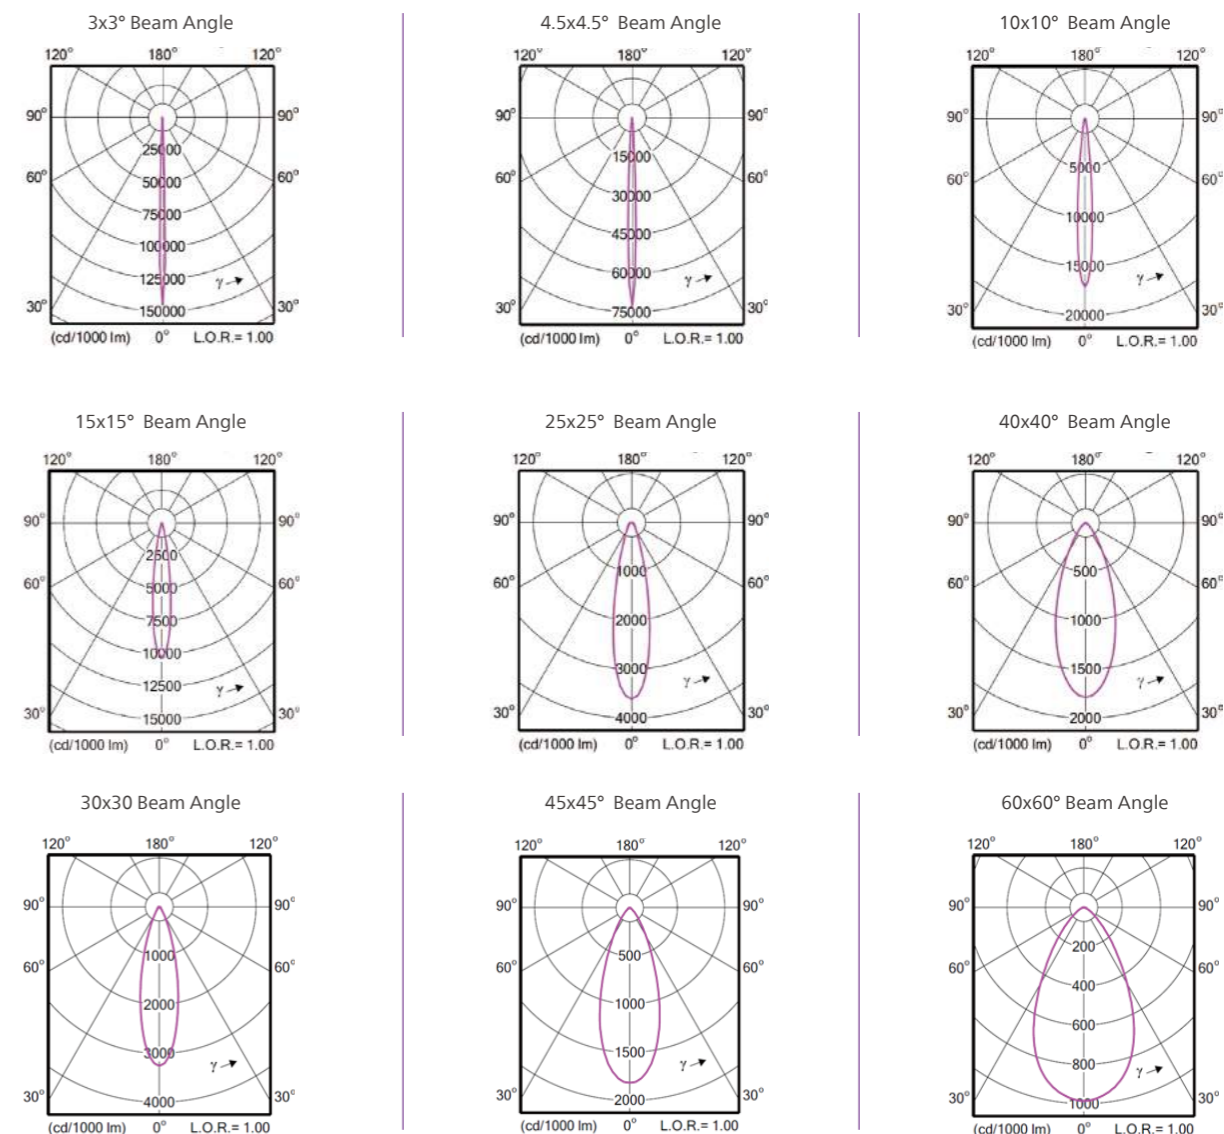 3x3° Beam Angle
120° 180° 120°
90° 90°
25000
60° 50000 60°
75000
100000
125000
γ
30° 150000 30°
(cd/1000 lm) 0° L.O.R.= 1.00
4.5x4.5° Beam Angle
120° 180° 120°
90° 90°
15000
60° 30000 60°
45000
60000
γ
30° 75000 30°
(cd/1000 lm) 0° L.O.R.= 1.00
10x10° Beam Angle
120° 180° 120°
90° 90°
5000
60° 60°
10000
15000
γ
30° 20000 30°
(cd/1000 lm) 0° L.O.R.= 1.00
15x15° Beam Angle
120° 180° 120°
90° 90°
2500
60° 5000 60°
7500
10000
12500
γ
30° 15000 30°
(cd/1000 lm) 0° L.O.R.= 1.00
25x25° Beam Angle
120° 180° 120°
90° 90°
1000
60° 60°
2000
3000
γ
30° 4000 30°
(cd/1000 lm) 0° L.O.R.= 1.00
40x40° Beam Angle
120° 180° 120°
90° 90°
500
60° 60°
1000
1500
γ
30° 2000 30°
(cd/1000 lm) 0° L.O.R.= 1.00
30x30 Beam Angle
120° 180° 120°
90° 90°
1000
60° 60°
2000
3000
γ
30° 4000 30°
(cd/1000 lm) 0° L.O.R.= 1.00
45x45° Beam Angle
120° 180° 120°
90° 90°
500
60° 60°
1000
1500
γ
30° 2000 30°
(cd/1000 lm) 0° L.O.R.= 1.00
60x60° Beam Angle
120° 180° 120°
90° 90°
200
60° 60°
400
600
800
γ
30° 1000 30°
(cd/1000 lm) 0° L.O.R.= 1.00